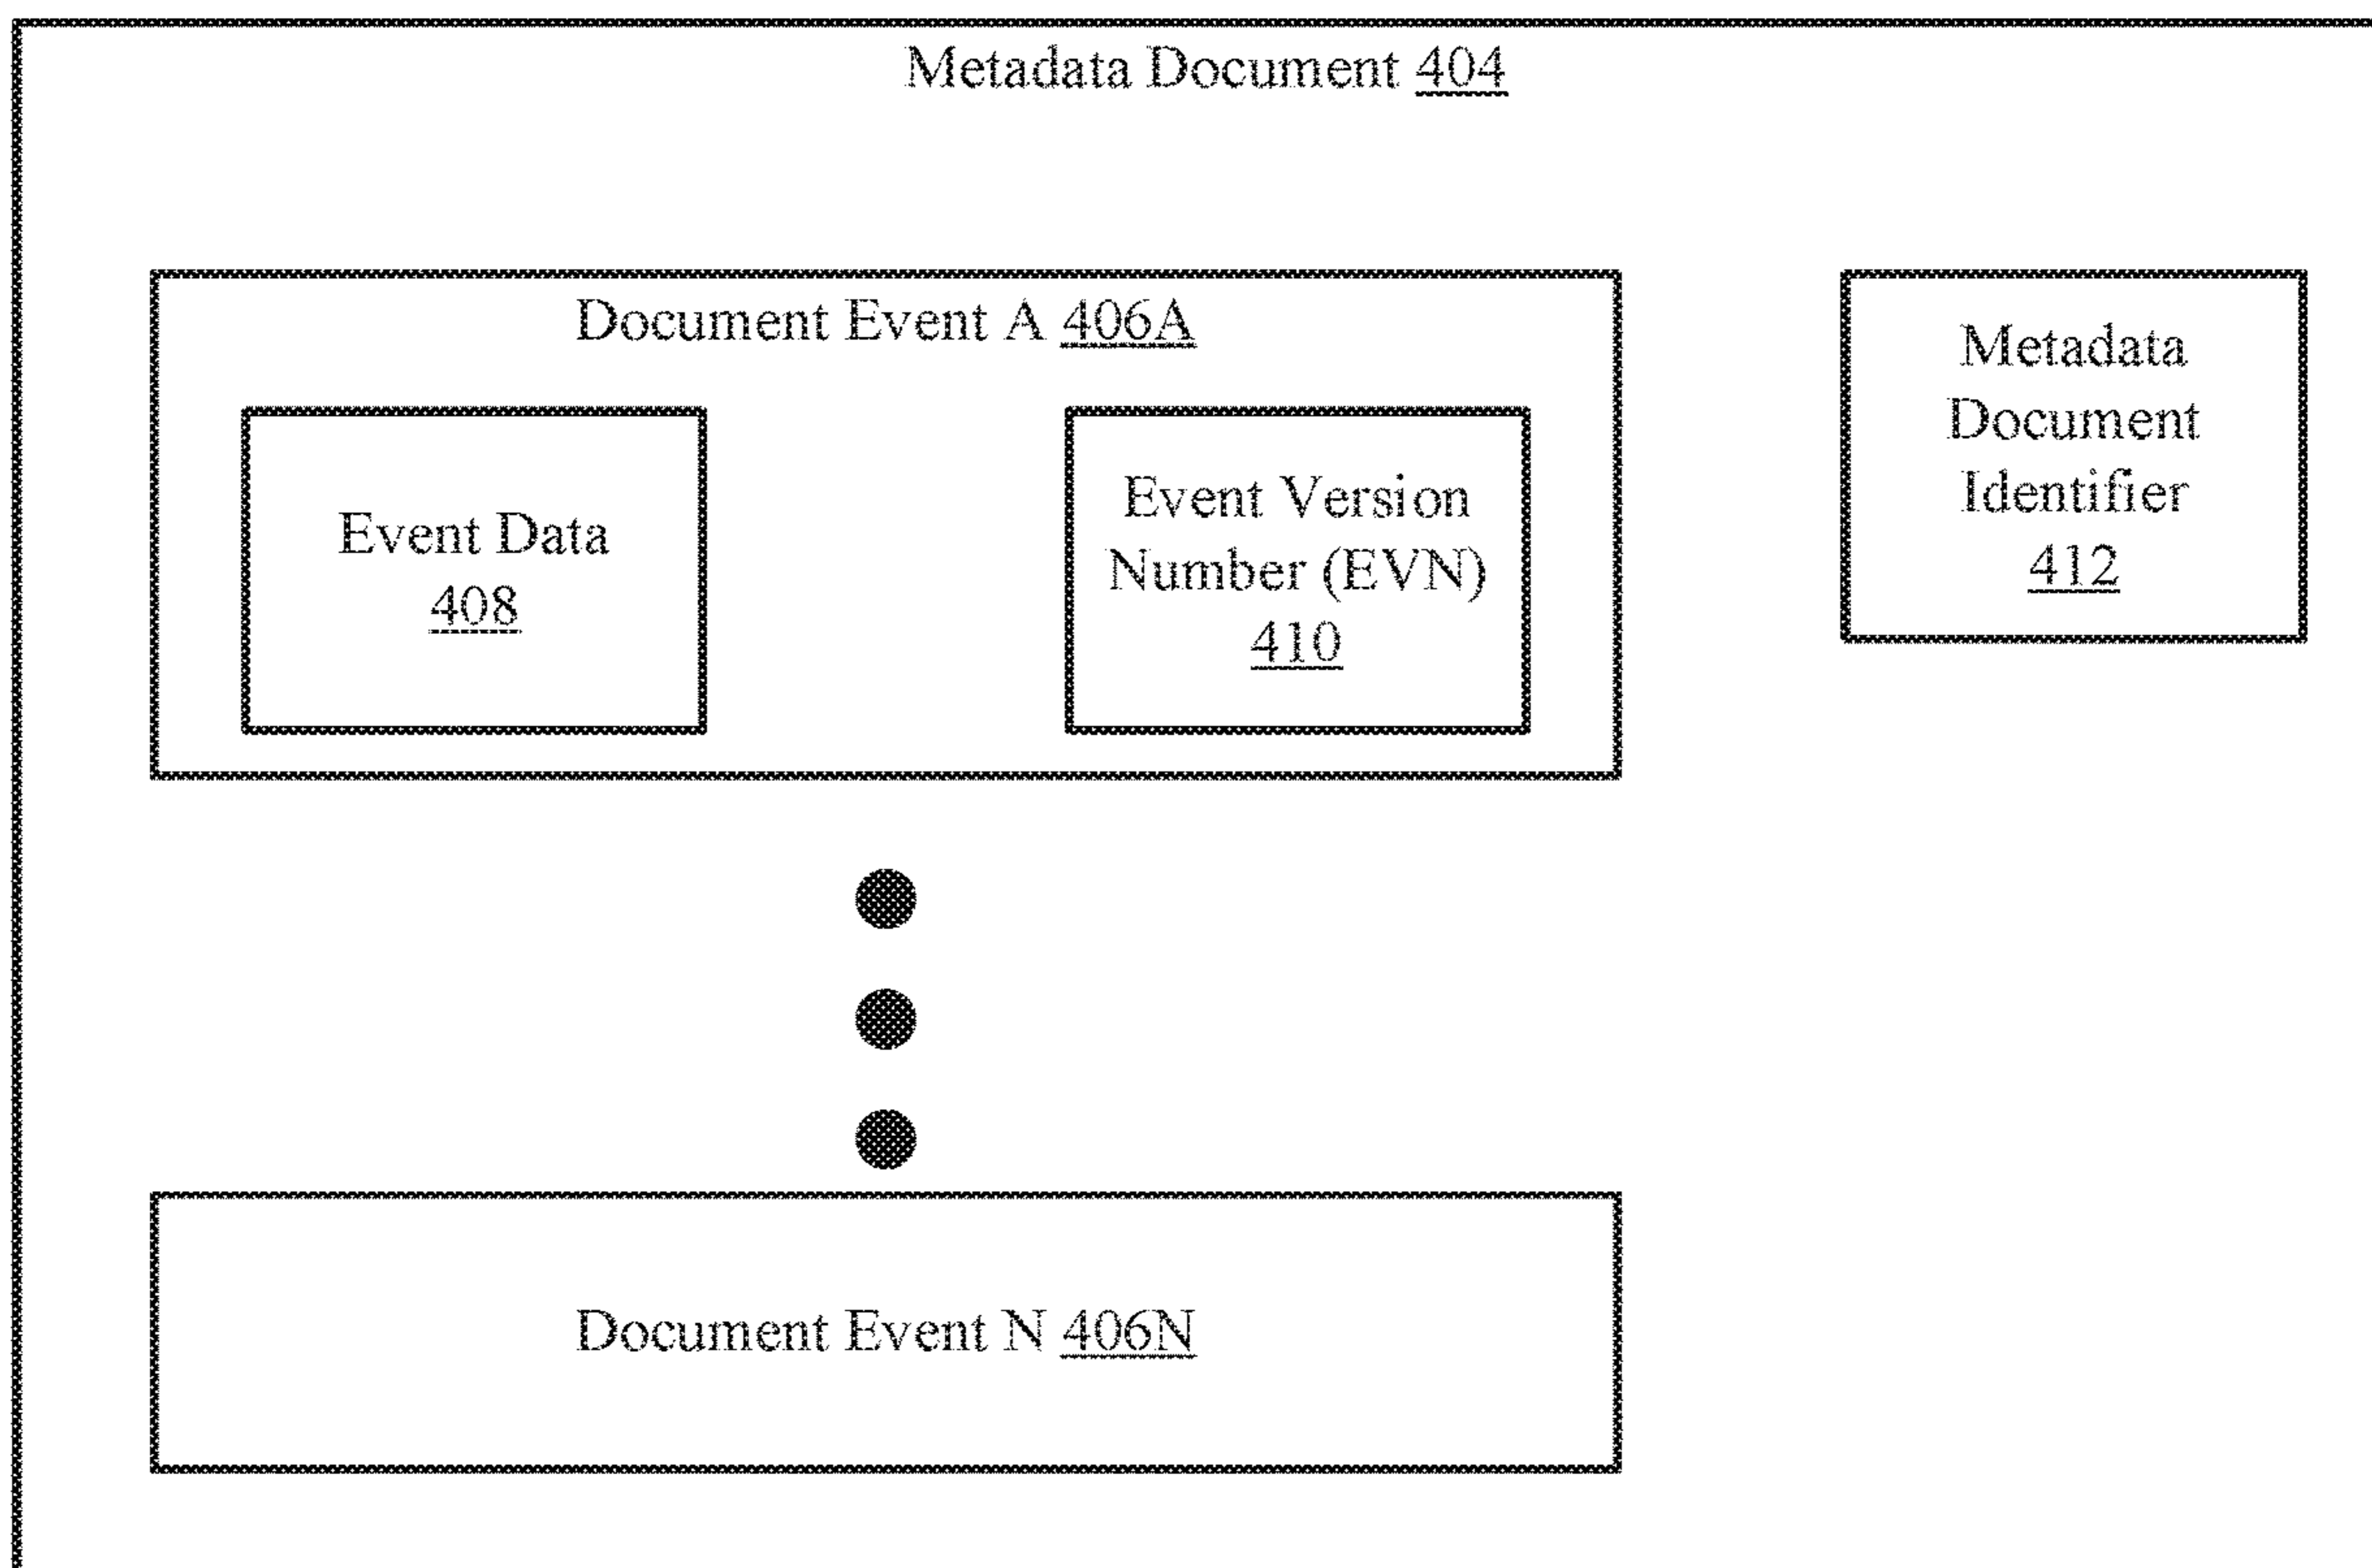 Metadata Document 404
Document Event A 406A
Event Data
408
Event Version
Number (EVN)
410
Metadata
Document
Identifier
412
Document Event N 406N